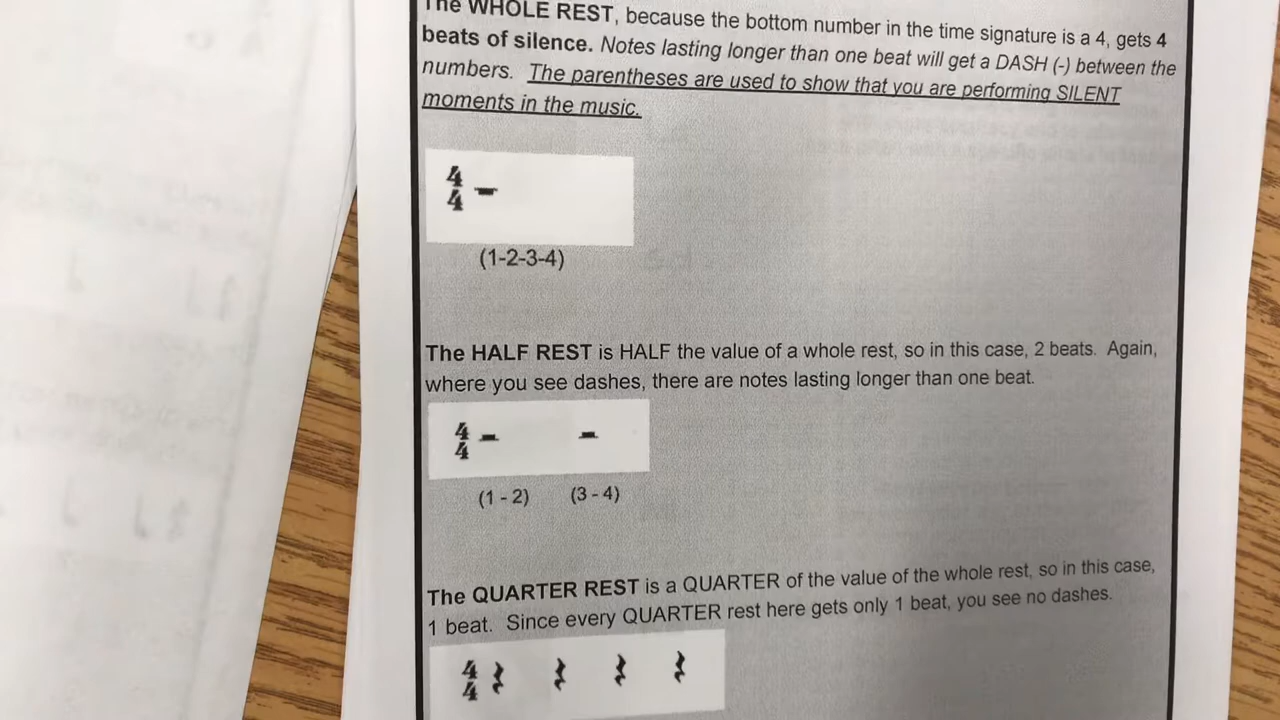 The WHOLE REST, because the bottom number in the time signature is a 4, gets 4
beats of silence. Notes lasting longer than one beat will get a DASH (-) between the
numbers. The parentheses are used to show that you are performing SILENT
moments in the music.
4
4
(1-2-3-4)
The HALF REST is HALF the value of a whole rest, so in this case, 2 beats. Again,
where you see dashes, there are notes lasting longer than one beat.
4
4
(1 - 2) (3 - 4)
The QUARTER REST is a QUARTER of the value of the whole rest, so in this case,
1 beat. Since every QUARTER rest here gets only 1 beat, you see no dashes.
4
4